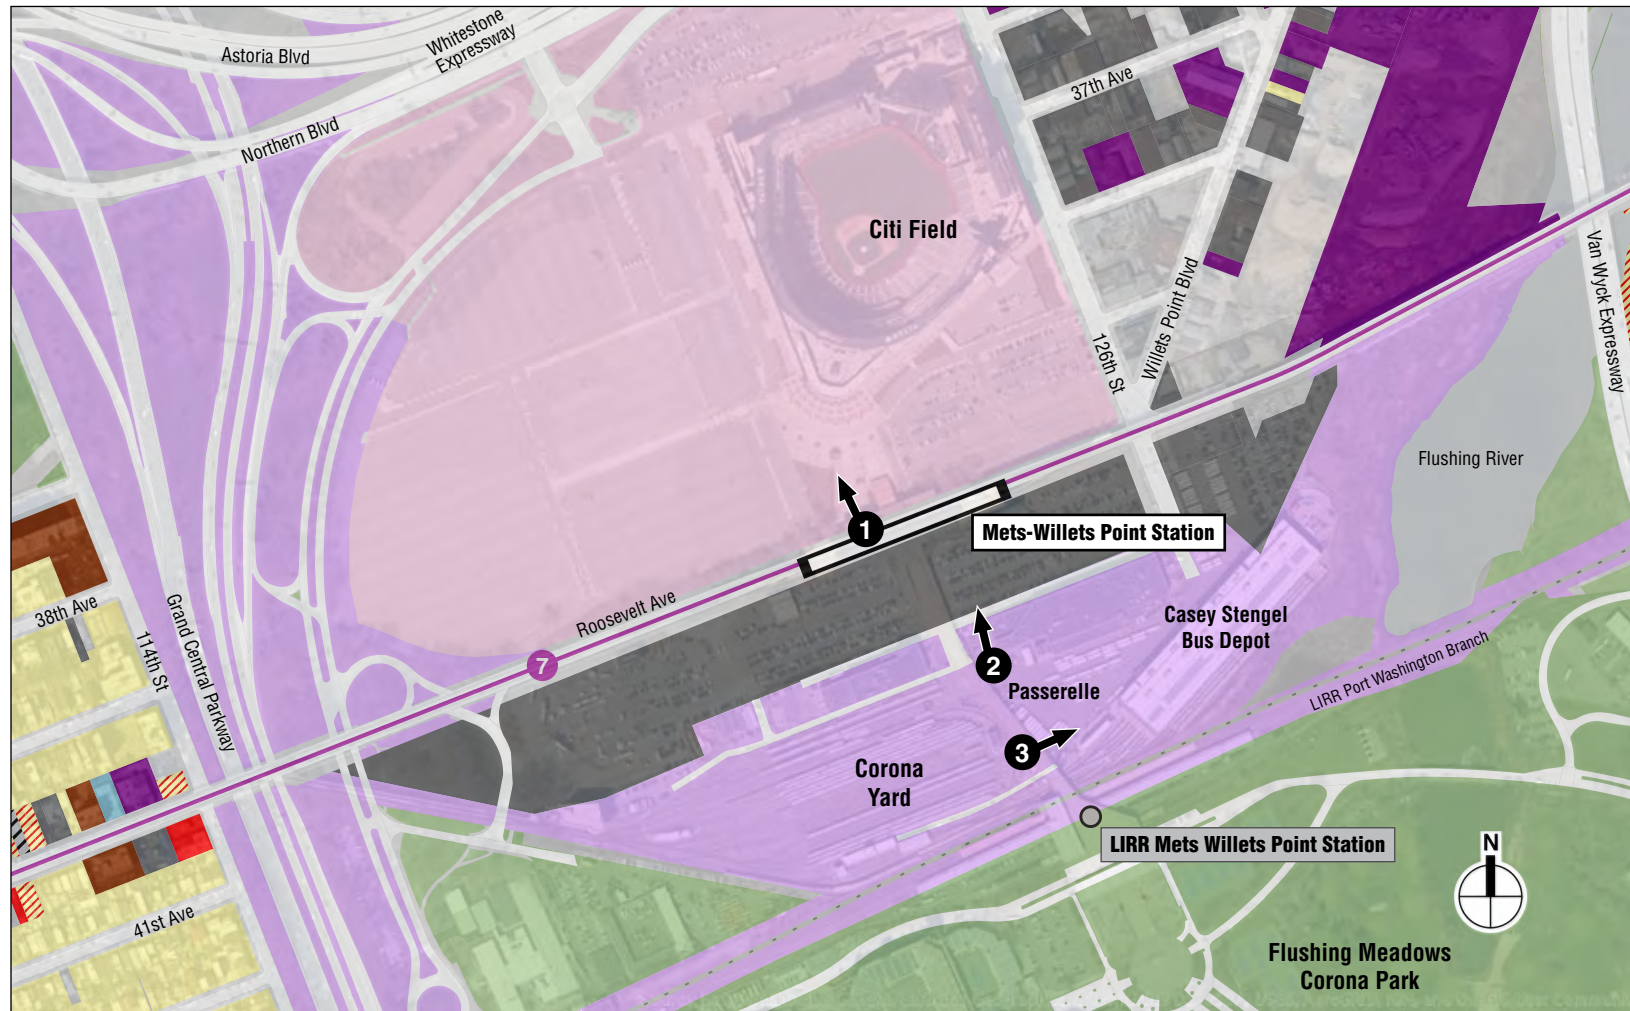 Astoria Blvd
Whitestone
Expressway
Northern Blvd
37th Ave
Citi Field
Willets Point Blvd
126th St
Van Wyck Expressway
Flushing River
1
Mets-Willets Point Station
Roosevelt Ave
7
38th Ave
114th St
Grand Central Parkway
Casey Stengel
Bus Depot
2
Passerelle
LIRR Port Washington Branch
3
Corona
Yard
LIRR Mets Willets Point Station
N
41st Ave
Flushing Meadows
Corona Park